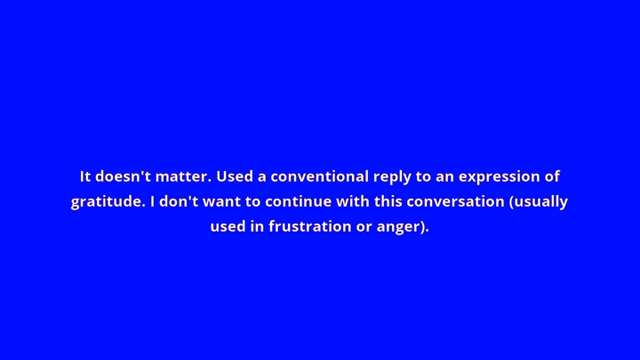 It doesn't matter. Used a conventional reply to an expression of
gratitude. I don't want to continue with this conversation (usually
used in frustration or anger).